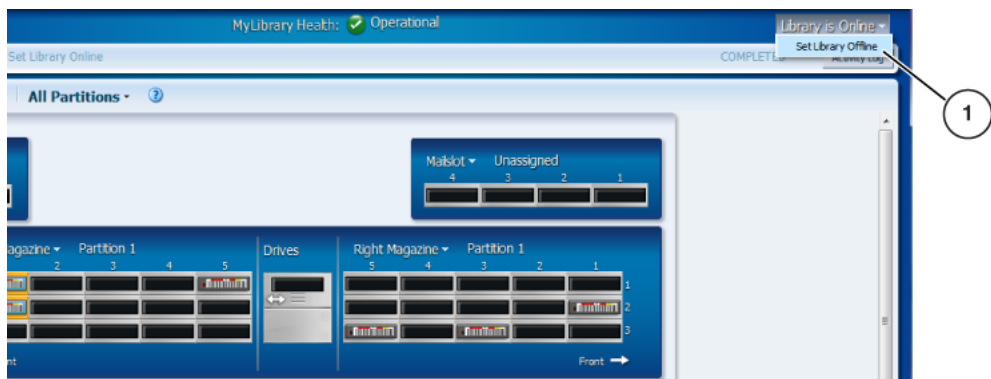 MyLibrary Health: Operational
Library is Online
Set Library Offline
Set Library Online
COMPLETED
Activity Log
1
All Partitions
?
Mailslot Unassigned
4 3 2 1
agazine Partition 1
2 3 4 5
Drives
Right Magazine Partition 1
5 4 3 2 1
1
2
3
nt
Front